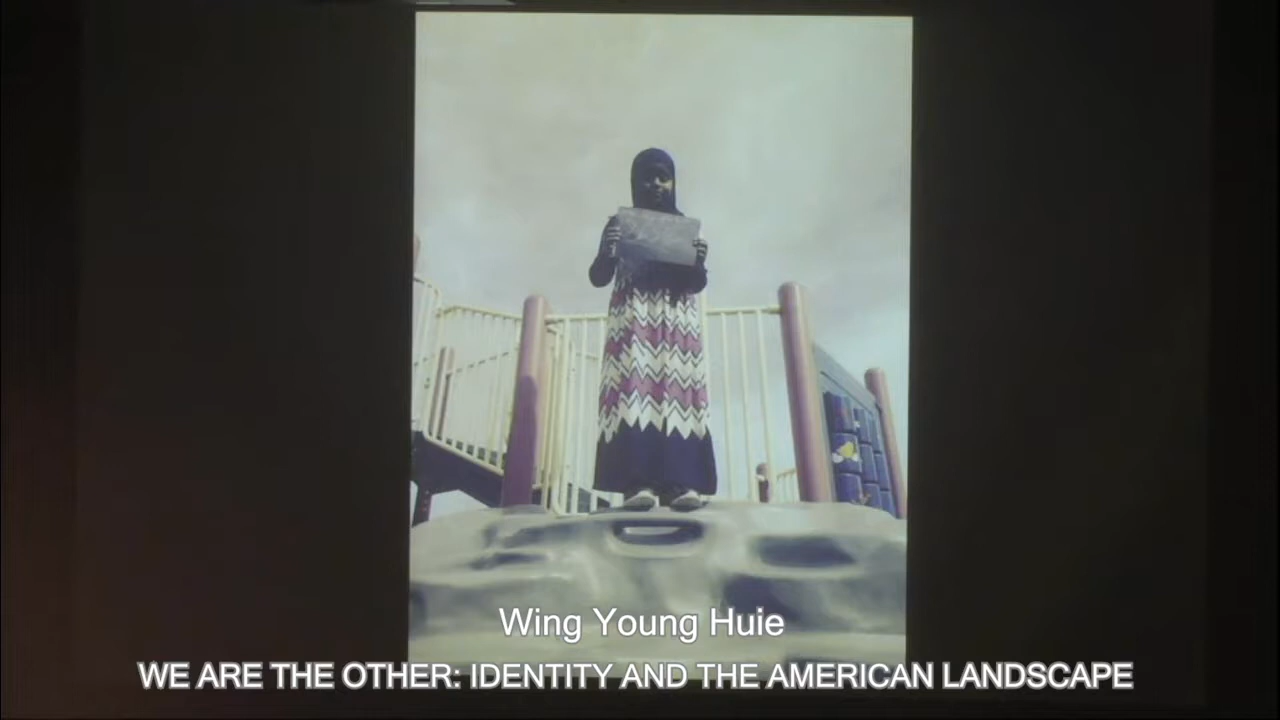 Wing Young Huie
WE ARE THE OTHER: IDENTITY AND THE AMERICAN LANDSCAPE